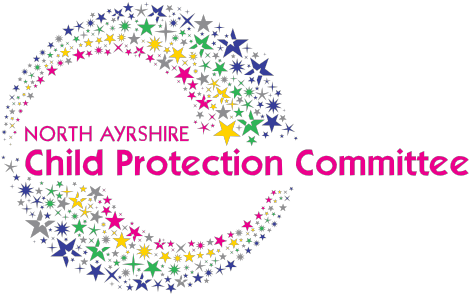 NORTH AYRSHIRE
Child Protection Committee